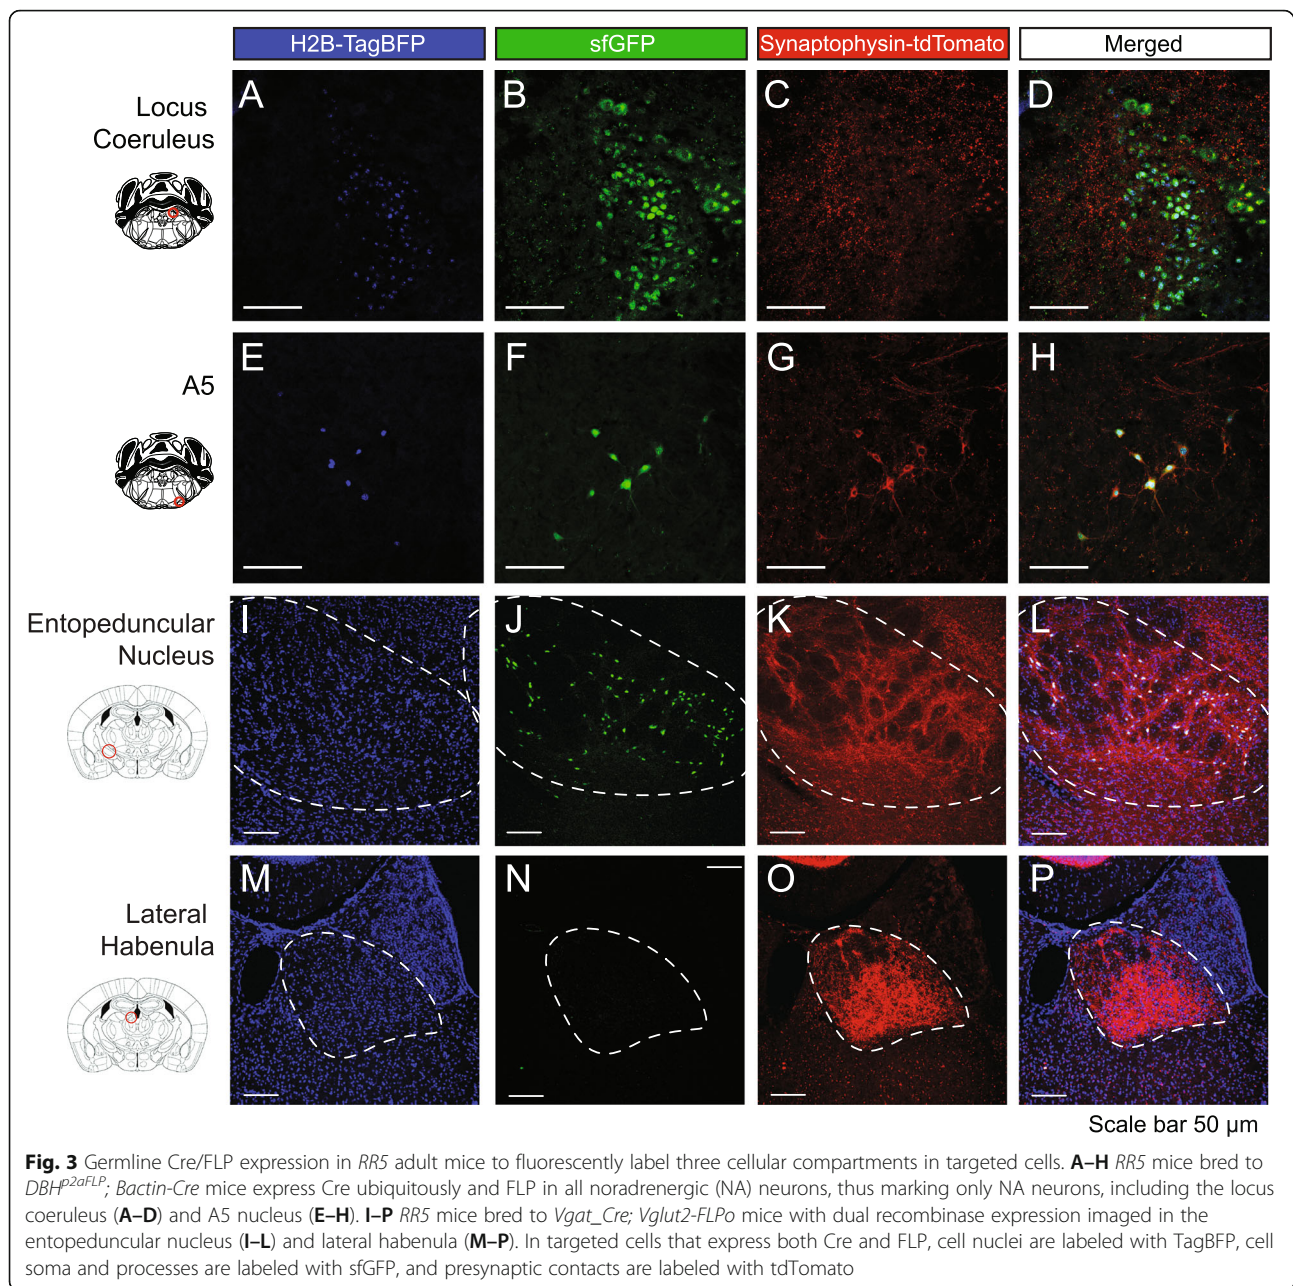 H2B-TagBFP sfGFP Synaptophysin-tdTomato Merged
Locus
Coeruleus
A B C D
A5
E F G H
Entopeduncular
Nucleus
I J K L
Lateral
Habenula
M N O P
Scale bar 50 µm
Fig. 3 Germline Cre/FLP expression in RR5 adult mice to fluorescently label three cellular compartments in targeted cells. A–H RR5 mice bred to
DBHp2aFLP; Bactin-Cre mice express Cre ubiquitously and FLP in all noradrenergic (NA) neurons, thus marking only NA neurons, including the locus
coeruleus (A–D) and A5 nucleus (E–H). I–P RR5 mice bred to Vgat_Cre; Vglut2-FLPo mice with dual recombinase expression imaged in the
entopeduncular nucleus (I–L) and lateral habenula (M–P). In targeted cells that express both Cre and FLP, cell nuclei are labeled with TagBFP, cell
soma and processes are labeled with sfGFP, and presynaptic contacts are labeled with tdTomato